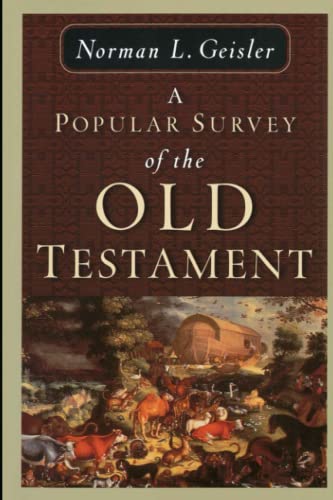 Norman L. Geisler
A
POPULAR SURVEY
of the
OLD
TESTAMENT